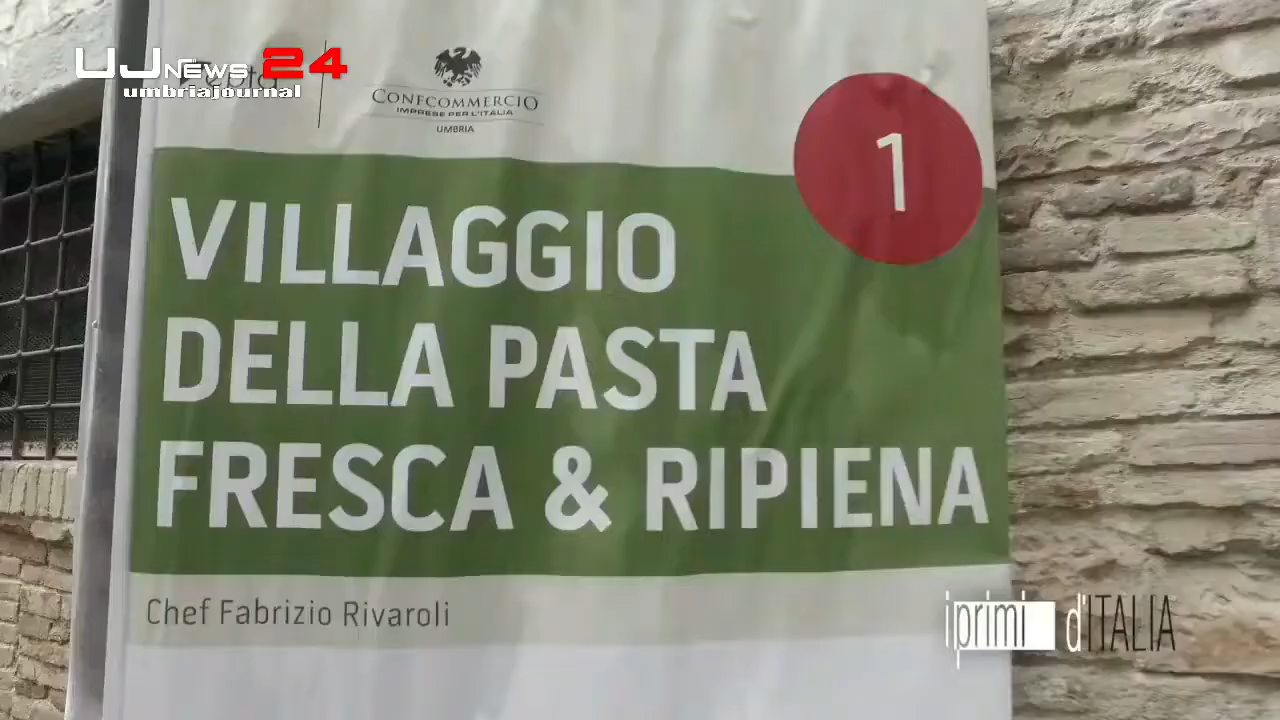 UJNEWS 24
umbriajournal
CONFCOMMERCIO
IMPRESE PER L'ITALIA
UMBRIA
1
VILLAGGIO
DELLA PASTA
FRESCA & RIPIENA
Chef Fabrizio Rivaroli
iprimi d'ITALIA